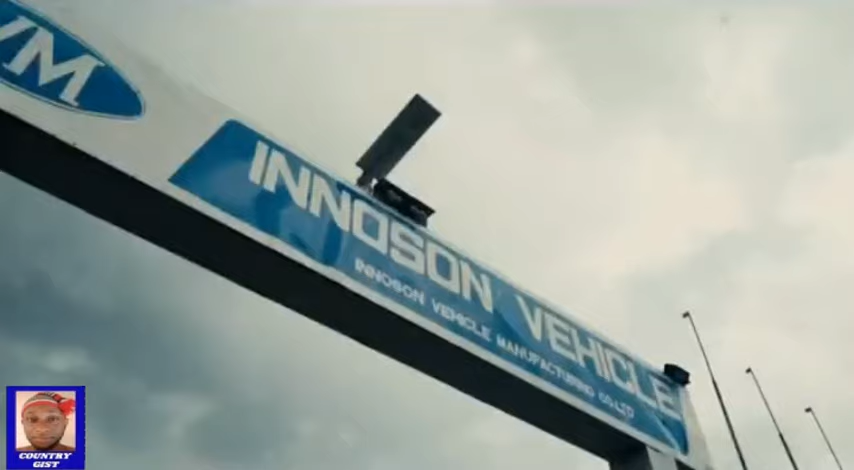 VM
INNOSON VEHICLE
INNOSON VEHICLE MANUFACTURING CO. LTD
COUNTRY
GIST